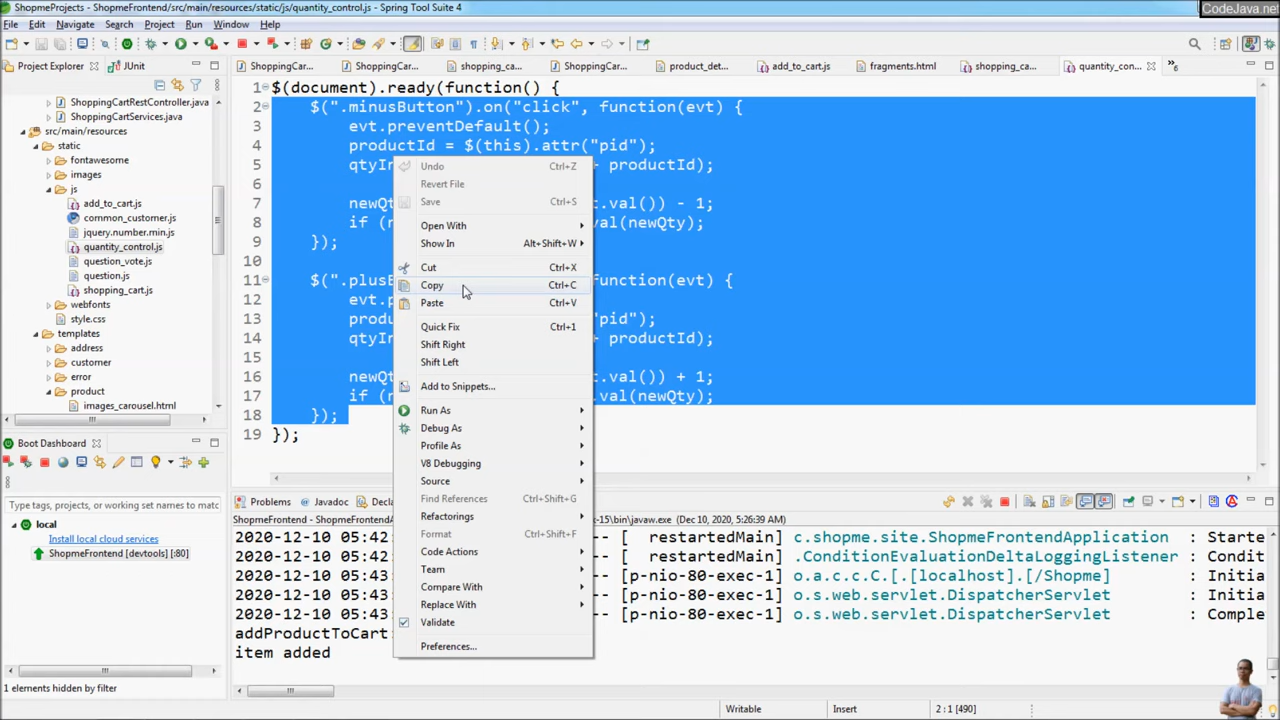 ShopmeProjects - ShopmeFrontend/src/main/resources/static/js/quantity_control.js - Spring Tool Suite 4
CodeJava.net
File Edit Navigate Search Project Run Window Help
Project Explorer JUnit
ShoppingCar... ShoppingCar... shopping_ca... ShoppingCar... product_det... add_to_cart.js fragments.html shopping_ca... quantity_con... »6
ShoppingCartRestController.java
ShoppingCartServices.java
src/main/resources
static
fontawesome
images
js
add_to_cart.js
common_customer.js
jquery.number.min.js
quantity_control.js
question_vote.js
question.js
shopping_cart.js
webfonts
style.css
templates
address
customer
error
product
images_carousel.html
1 $(document).ready(function() {
2 $(".minusButton").on("click", function(evt) {
3 evt.preventDefault();
4 productId = $(this).attr("pid");
5 qtyIn + productId);
6
7 newQ t.val()) - 1;
8 if (n .val(newQty);
9 });
10
11 $(".plusB function(evt) {
12 evt.p
13 produ "pid");
14 qtyIn + productId);
15
16 newQt t.val()) + 1;
17 if (n .val(newQty);
18 });
19 });
Undo Ctrl+Z
Revert File
Save Ctrl+S
Open With
Show In Alt+Shift+W
Cut Ctrl+X
Copy Ctrl+C
Paste Ctrl+V
Quick Fix Ctrl+1
Shift Right
Shift Left
Add to Snippets...
Run As
Debug As
Profile As
V8 Debugging
Source
Find References Ctrl+Shift+G
Refactorings
Format Ctrl+Shift+F
Code Actions
Team
Compare With
Replace With
Validate
Preferences...
Boot Dashboard
Type tags, projects, or working set names to match
local
Install local cloud services
ShopmeFrontend [devtools] [:80]
1 elements hidden by filter
Problems Javadoc Decla
ShopmeFrontend - ShopmeFrontendA k-15\bin\javaw.exe (Dec 10, 2020, 5:26:39 AM)
2020-12-10 05:42 -- [ restartedMain] c.shopme.site.ShopmeFrontendApplication : Starte
2020-12-10 05:42 -- [ restartedMain] .ConditionEvaluationDeltaLoggingListener : Condit
2020-12-10 05:43 -- [p-nio-80-exec-1] o.a.c.c.C.[.[localhost].[/Shopme] : Initia
2020-12-10 05:43 -- [p-nio-80-exec-1] o.s.web.servlet.DispatcherServlet : Initia
2020-12-10 05:43 -- [p-nio-80-exec-1] o.s.web.servlet.DispatcherServlet : Comple
addProductToCart:
item added
Writable Insert 2 : 1 [490]